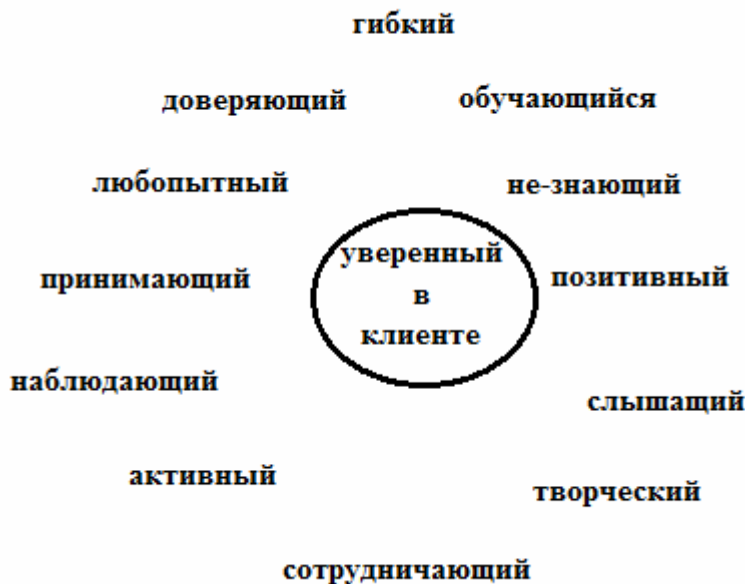 гибкий
доверяющий обучающийся
любопытный не-знающий
уверенный
принимающий в позитивный
клиенте
наблюдающий слышащий
активный творческий
сотрудничающий